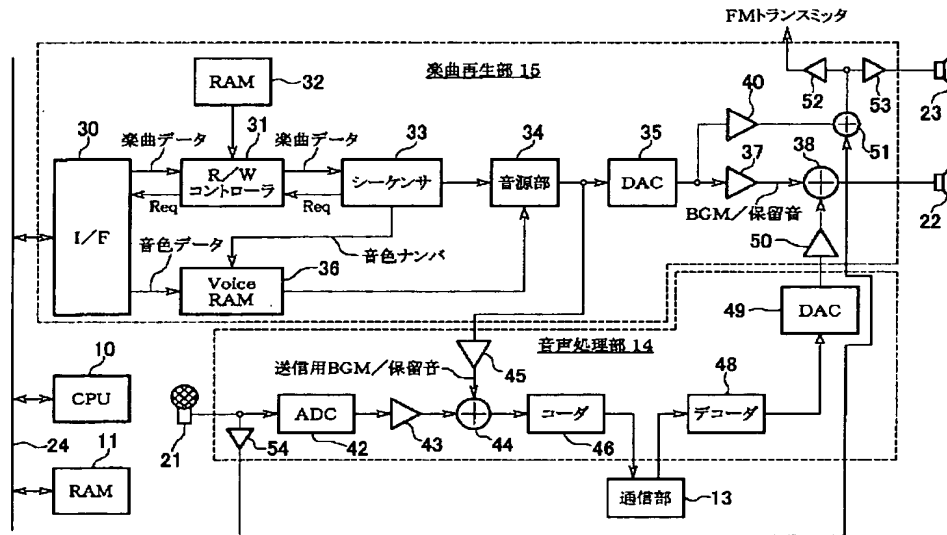 FMトランスミッタ
楽曲再生部 15
RAM
32
52
53
23
40
30
楽曲データ
31
楽曲データ
33
34
35
51
I/F
R/W
コントローラ
シーケンサ
音源部
DAC
37
38
Req
Req
BGM/保留音
22
音色データ
36
音色ナンバ
50
Voice
RAM
DAC
49
音声処理部 14
10
CPU
送信用BGM/保留音
45
48
21
ADC
42
43
44
コーダ
46
デコーダ
54
24
11
RAM
通信部
13